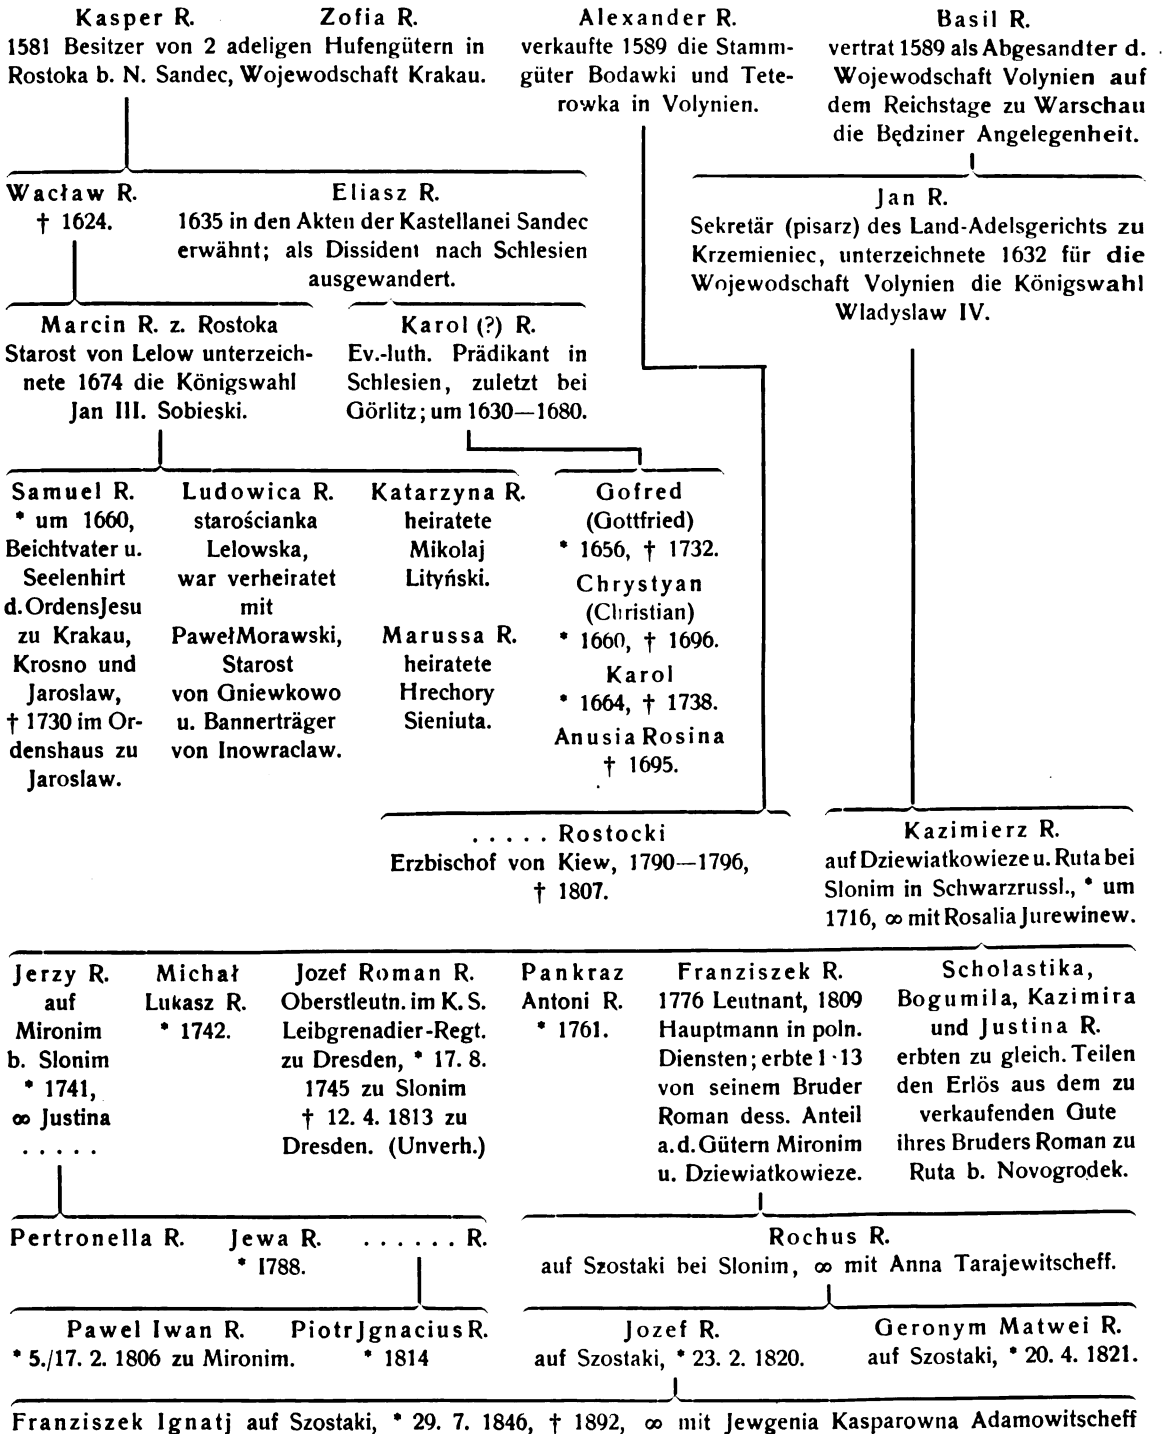 Kasper R.
1581 Besitzer von 2 adeligen Hufengütern in
Rostoka b. N. Sandec, Wojewodschaft Krakau.
Zofia R.
Alexander R.
verkaufte 1589 die Stamm-
güter Bodawki und Tete-
rowka in Volynien.
Basil R.
vertrat 1589 als Abgesandter d.
Wojewodschaft Volynien auf
dem Reichstage zu Warschau
die Będziner Angelegenheit.
Wacław R.
† 1624.
Eliasz R.
1635 in den Akten der Kastellanei Sandec
erwähnt; als Dissident nach Schlesien
ausgewandert.
Jan R.
Sekretär (pisarz) des Land-Adelsgerichts zu
Krzemieniec, unterzeichnete 1632 für die
Wojewodschaft Volynien die Königswahl
Wladyslaw IV.
Marcin R. z. Rostoka
Starost von Lelow unterzeich-
nete 1674 die Königswahl
Jan III. Sobieski.
Karol (?) R.
Ev.-luth. Prädikant in
Schlesien, zuletzt bei
Görlitz; um 1630—1680.
Samuel R.
* um 1660,
Beichtvater u.
Seelenhirt
d. Ordens Jesu
zu Krakau,
Krosno und
Jaroslaw,
† 1730 im Or-
denshaus zu
Jaroslaw.
Ludowica R.
starościanka
Lelowska,
war verheiratet
mit
Paweł Morawski,
Starost
von Gniewkowo
u. Bannerträger
von Inowraclaw.
Katarzyna R.
heiratete
Mikolaj
Lityński.
Marussa R.
heiratete
Hrechory
Sieniuta.
Gofred
(Gottfried)
* 1656, † 1732.
Chrystyan
(Christian)
* 1660, † 1696.
Karol
* 1664, † 1738.
Anusia Rosina
† 1695.
. . . . . Rostocki
Erzbischof von Kiew, 1790—1796,
† 1807.
Kazimierz R.
auf Dziewiatkowieze u. Ruta bei
Slonim in Schwarzrussl., * um
1716, ∞ mit Rosalia Jurewinew.
Jerzy R.
auf
Mironim
b. Slonim
* 1741,
∞ Justina
. . . . .
Michał
Lukasz R.
* 1742.
Jozef Roman R.
Oberstleutn. im K. S.
Leibgrenadier-Regt.
zu Dresden, * 17. 8.
1745 zu Slonim
† 12. 4. 1813 zu
Dresden. (Unverh.)
Pankraz
Antoni R.
* 1761.
Franziszek R.
1776 Leutnant, 1809
Hauptmann in poln.
Diensten; erbte
von seinem Bruder
Roman dess. Anteil
a. d. Gütern Mironim
u. Dziewiatkowieze.
Scholastika,
Bogumila, Kazimira
und Justina R.
erbten zu gleich. Teilen
den Erlös aus dem zu
verkaufenden Gute
ihres Bruders Roman zu
Ruta b. Novogrodek.
Pertronella R.
Jewa R.
* 1788.
. . . . . . R.
Rochus R.
auf Szostaki bei Slonim, ∞ mit Anna Tarajewitscheff.
Pawel Iwan R.
* 5./17. 2. 1806 zu Mironim.
Piotr Jgnacius R.
* 1814
Jozef R.
auf Szostaki, * 23. 2. 1820.
Geronym Matwei R.
auf Szostaki, * 20. 4. 1821.
Franziszek Ignatj auf Szostaki, * 29. 7. 1846, † 1892, ∞ mit Jewgenia Kasparowna Adamowitscheff